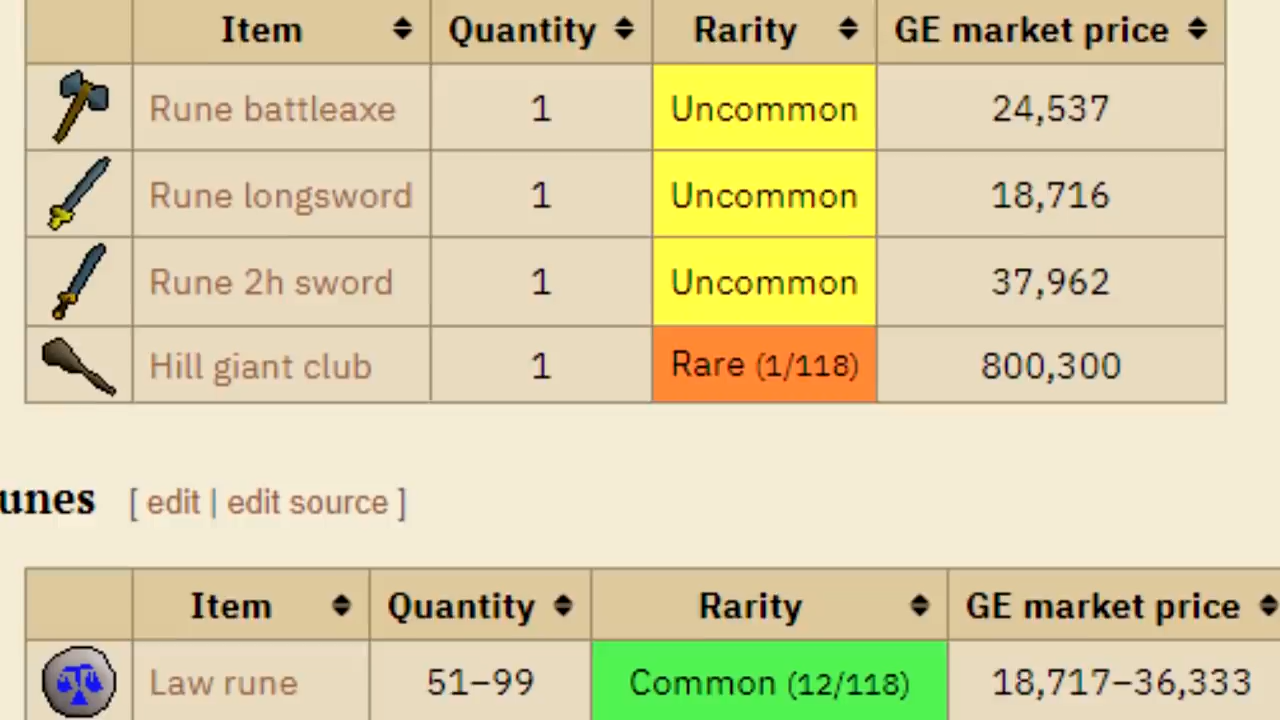 Item Quantity Rarity GE market price
Rune battleaxe 1 Uncommon 24,537
Rune longsword 1 Uncommon 18,716
Rune 2h sword 1 Uncommon 37,962
Hill giant club 1 Rare (1/118) 800,300
unes [ edit | edit source ]
Item Quantity Rarity GE market price
Law rune 51–99 Common (12/118) 18,717–36,333